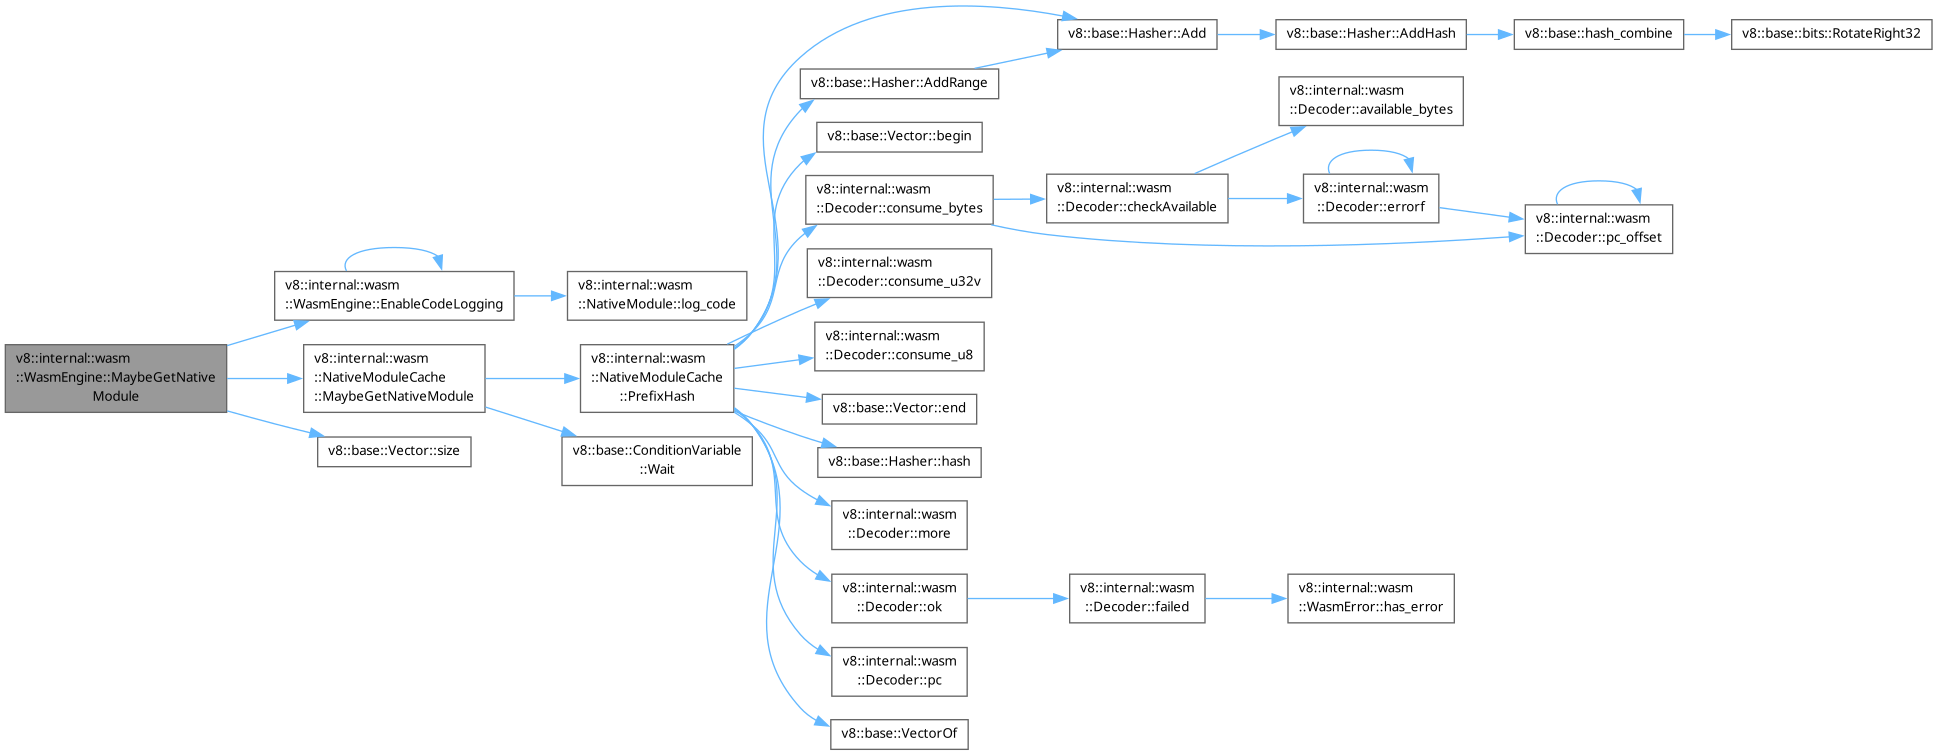 v8::internal::wasm
::WasmEngine::MaybeGetNative
Module
v8::internal::wasm
::WasmEngine::EnableCodeLogging
v8::internal::wasm
::NativeModule::log_code
v8::internal::wasm
::NativeModuleCache
::MaybeGetNativeModule
v8::internal::wasm
::NativeModuleCache
::PrefixHash
v8::base::Hasher::Add
v8::base::Hasher::AddHash
v8::base::hash_combine
v8::base::bits::RotateRight32
v8::base::Hasher::AddRange
v8::base::Vector::begin
v8::internal::wasm
::Decoder::consume_bytes
v8::internal::wasm
::Decoder::checkAvailable
v8::internal::wasm
::Decoder::available_bytes
v8::internal::wasm
::Decoder::errorf
v8::internal::wasm
::Decoder::pc_offset
v8::internal::wasm
::Decoder::consume_u32v
v8::internal::wasm
::Decoder::consume_u8
v8::base::Vector::end
v8::base::Hasher::hash
v8::internal::wasm
::Decoder::more
v8::internal::wasm
::Decoder::ok
v8::internal::wasm
::Decoder::failed
v8::internal::wasm
::WasmError::has_error
v8::internal::wasm
::Decoder::pc
v8::base::VectorOf
v8::base::ConditionVariable
::Wait
v8::base::Vector::size